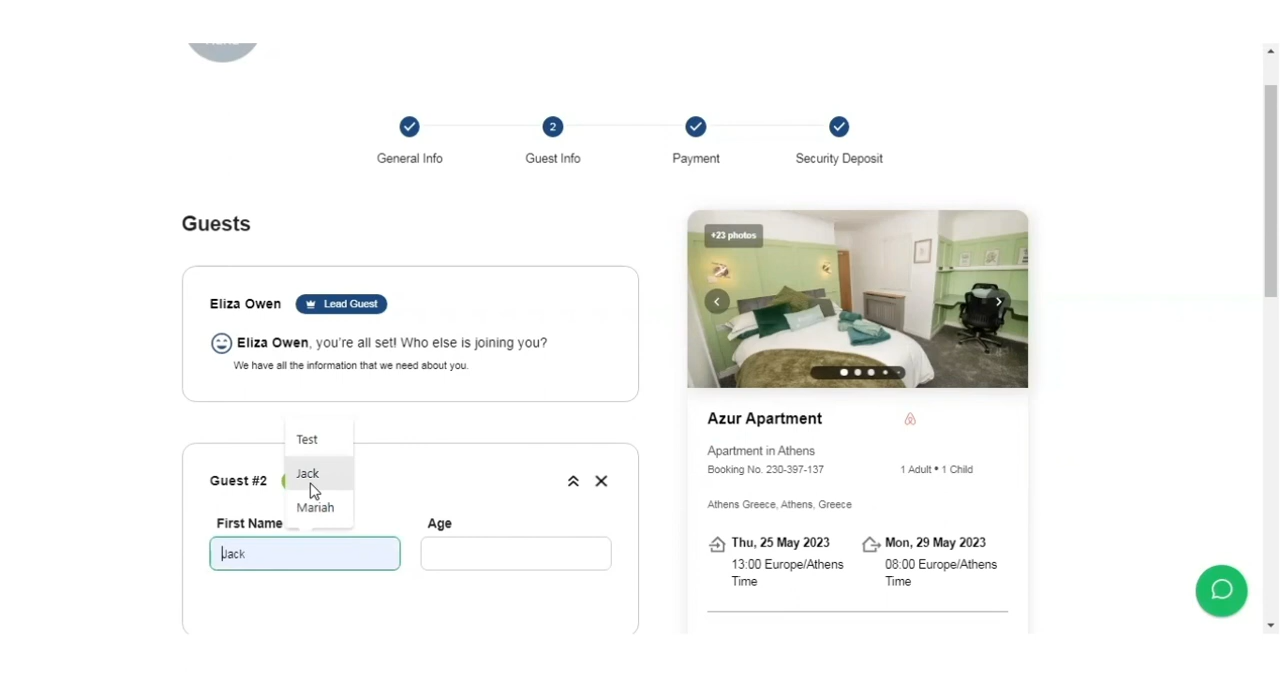 2
General Info
Guest Info
Payment
Security Deposit
Guests
Eliza Owen
Lead Guest
Eliza Owen, you're all set! Who else is joining you?
We have all the information that we need about you.
Test
Jack
Mariah
Guest #2
First Name
Age
Jack
+23 photos
Azur Apartment
Apartment in Athens
Booking No. 230-397-137
1 Adult • 1 Child
Athens Greece, Athens, Greece
Thu, 25 May 2023
13:00 Europe/Athens
Time
Mon, 29 May 2023
08:00 Europe/Athens
Time